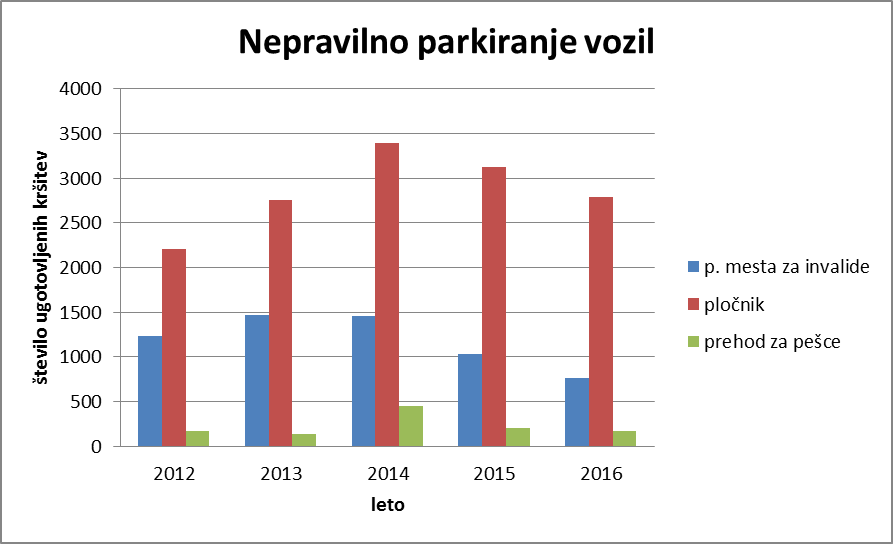 Nepravilno parkiranje vozil
število ugotovljenih kršitev
4000
3500
3000
2500
2000
1500
1000
500
0
2012 2013 2014 2015 2016
leto
p. mesta za invalide
pločnik
prehod za pešce